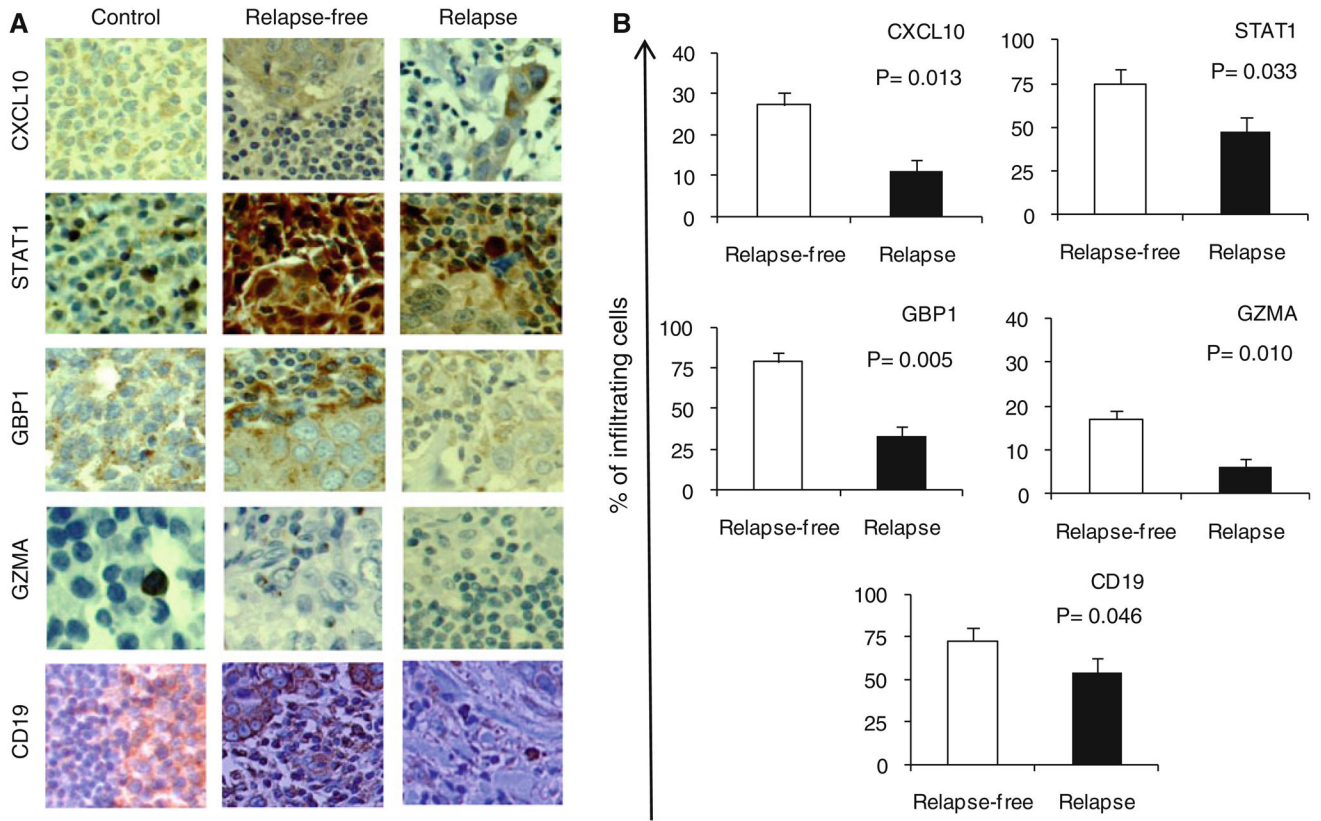 A
Control
Relapse-free
Relapse
CXCL10
STAT1
GBP1
GZMA
CD19
B
% of infiltrating cells
CXCL10
P= 0.013
40
30
20
10
0
Relapse-free
Relapse
STAT1
P= 0.033
100
75
50
25
0
Relapse-free
Relapse
GBP1
P= 0.005
100
75
50
25
0
Relapse-free
Relapse
GZMA
P= 0.010
40
30
20
10
0
Relapse-free
Relapse
CD19
P= 0.046
100
75
50
25
0
Relapse-free
Relapse